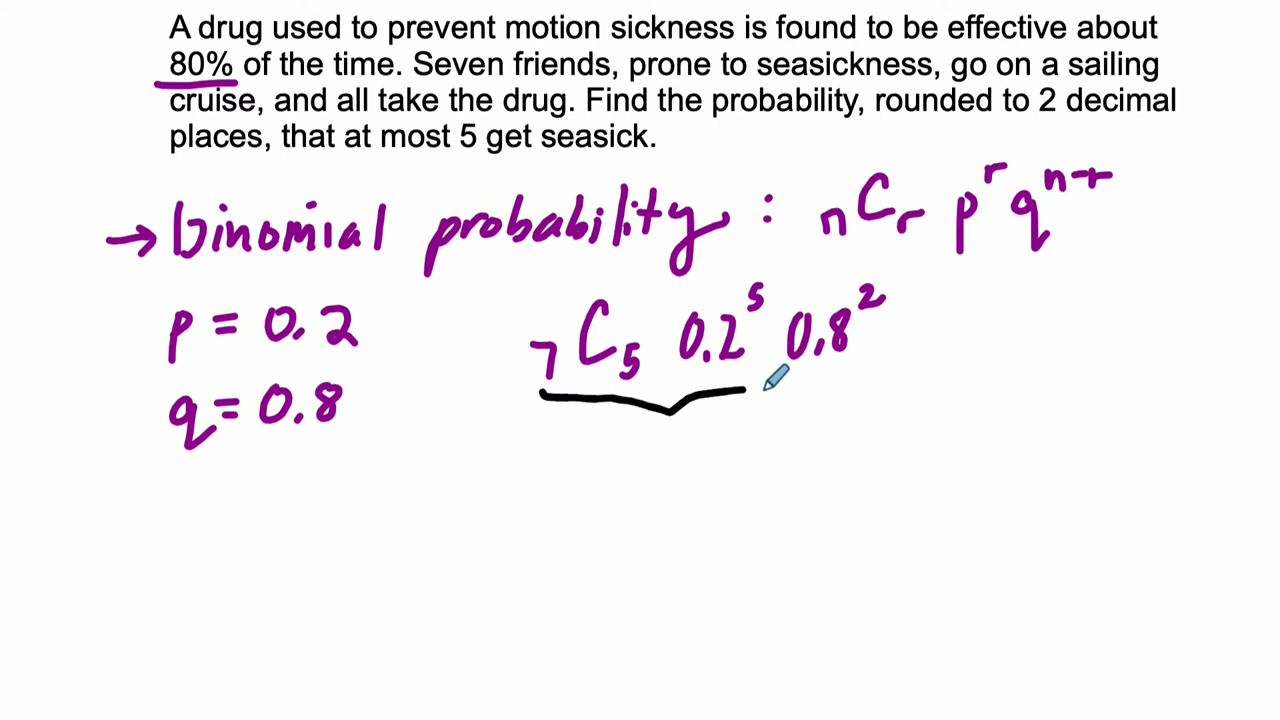 A drug used to prevent motion sickness is found to be effective about
80% of the time. Seven friends, prone to seasickness, go on a sailing
cruise, and all take the drug. Find the probability, rounded to 2 decimal
places, that at most 5 get seasick.
→ binomial probability : nCr p^r q^n-r
p = 0.2
7C5 0.2^5 0.8^2
q = 0.8